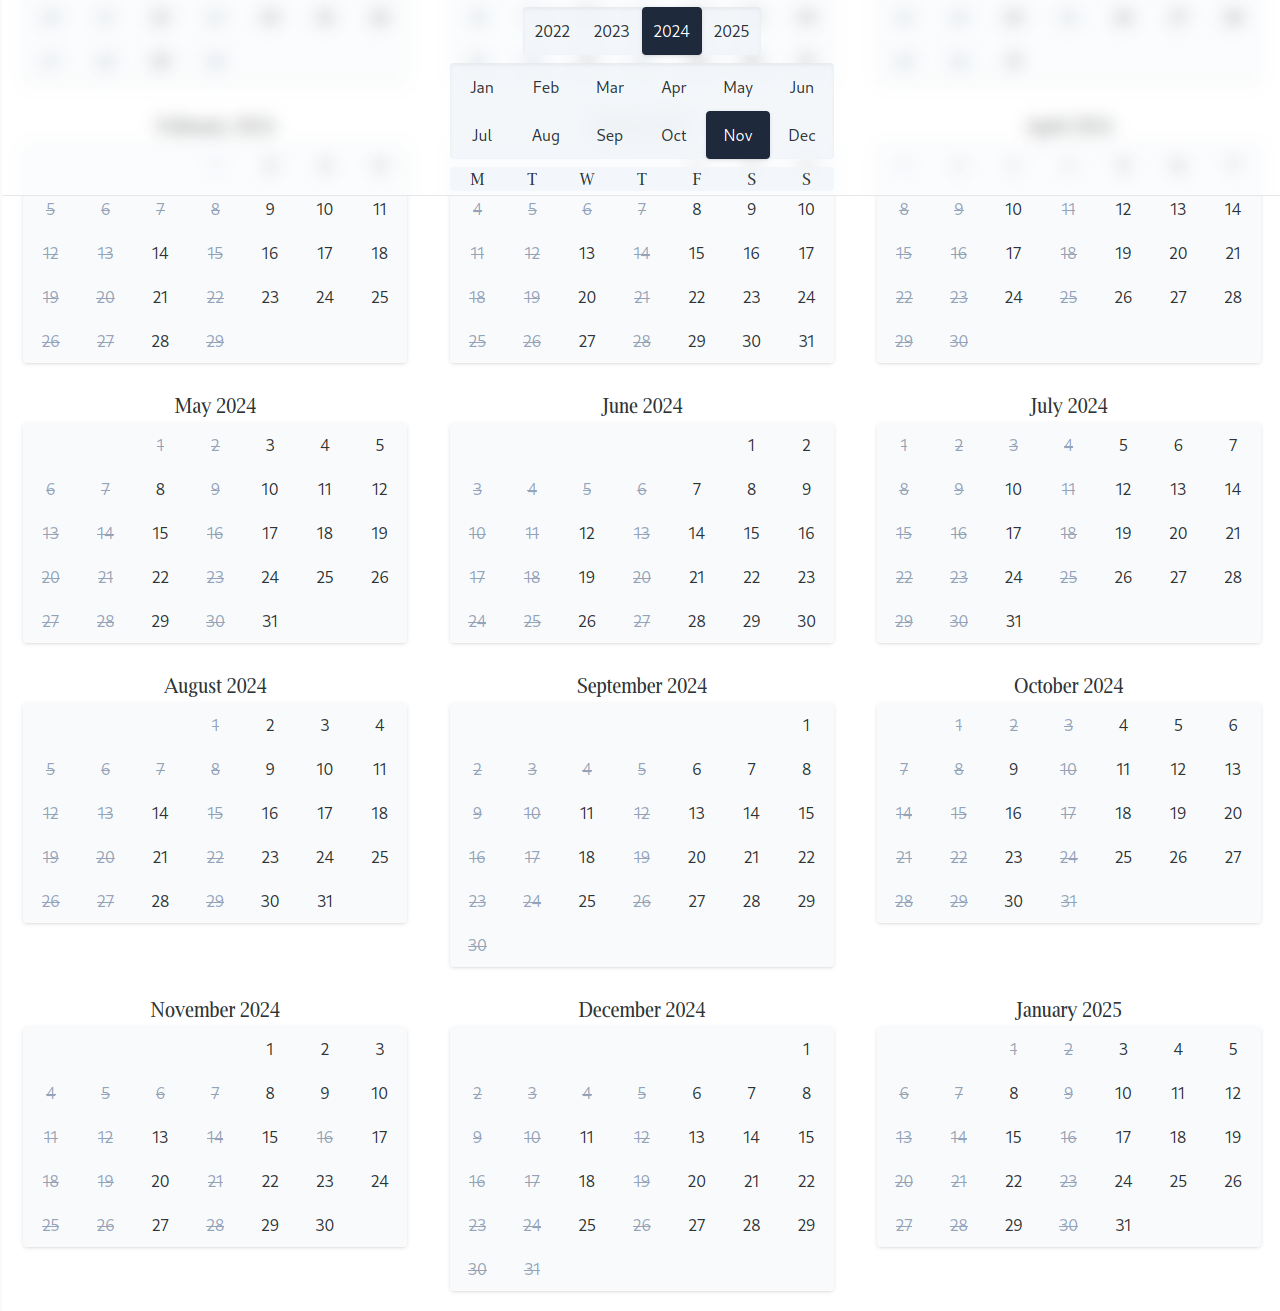 2022 2023 2024 2025
Jan Feb Mar Apr May Jun
Jul Aug Sep Oct Nov Dec
M T W T F S S
5 6 7 8 9 10 11
12 13 14 15 16 17 18
19 20 21 22 23 24 25
26 27 28 29
4 5 6 7 8 9 10
11 12 13 14 15 16 17
18 19 20 21 22 23 24
25 26 27 28 29 30 31
8 9 10 11 12 13 14
15 16 17 18 19 20 21
22 23 24 25 26 27 28
29 30
May 2024
1 2 3 4 5
6 7 8 9 10 11 12
13 14 15 16 17 18 19
20 21 22 23 24 25 26
27 28 29 30 31
June 2024
1 2
3 4 5 6 7 8 9
10 11 12 13 14 15 16
17 18 19 20 21 22 23
24 25 26 27 28 29 30
July 2024
1 2 3 4 5 6 7
8 9 10 11 12 13 14
15 16 17 18 19 20 21
22 23 24 25 26 27 28
29 30 31
August 2024
1 2 3 4
5 6 7 8 9 10 11
12 13 14 15 16 17 18
19 20 21 22 23 24 25
26 27 28 29 30 31
September 2024
1
2 3 4 5 6 7 8
9 10 11 12 13 14 15
16 17 18 19 20 21 22
23 24 25 26 27 28 29
30
October 2024
1 2 3 4 5 6
7 8 9 10 11 12 13
14 15 16 17 18 19 20
21 22 23 24 25 26 27
28 29 30 31
November 2024
1 2 3
4 5 6 7 8 9 10
11 12 13 14 15 16 17
18 19 20 21 22 23 24
25 26 27 28 29 30
December 2024
1
2 3 4 5 6 7 8
9 10 11 12 13 14 15
16 17 18 19 20 21 22
23 24 25 26 27 28 29
30 31
January 2025
1 2 3 4 5
6 7 8 9 10 11 12
13 14 15 16 17 18 19
20 21 22 23 24 25 26
27 28 29 30 31